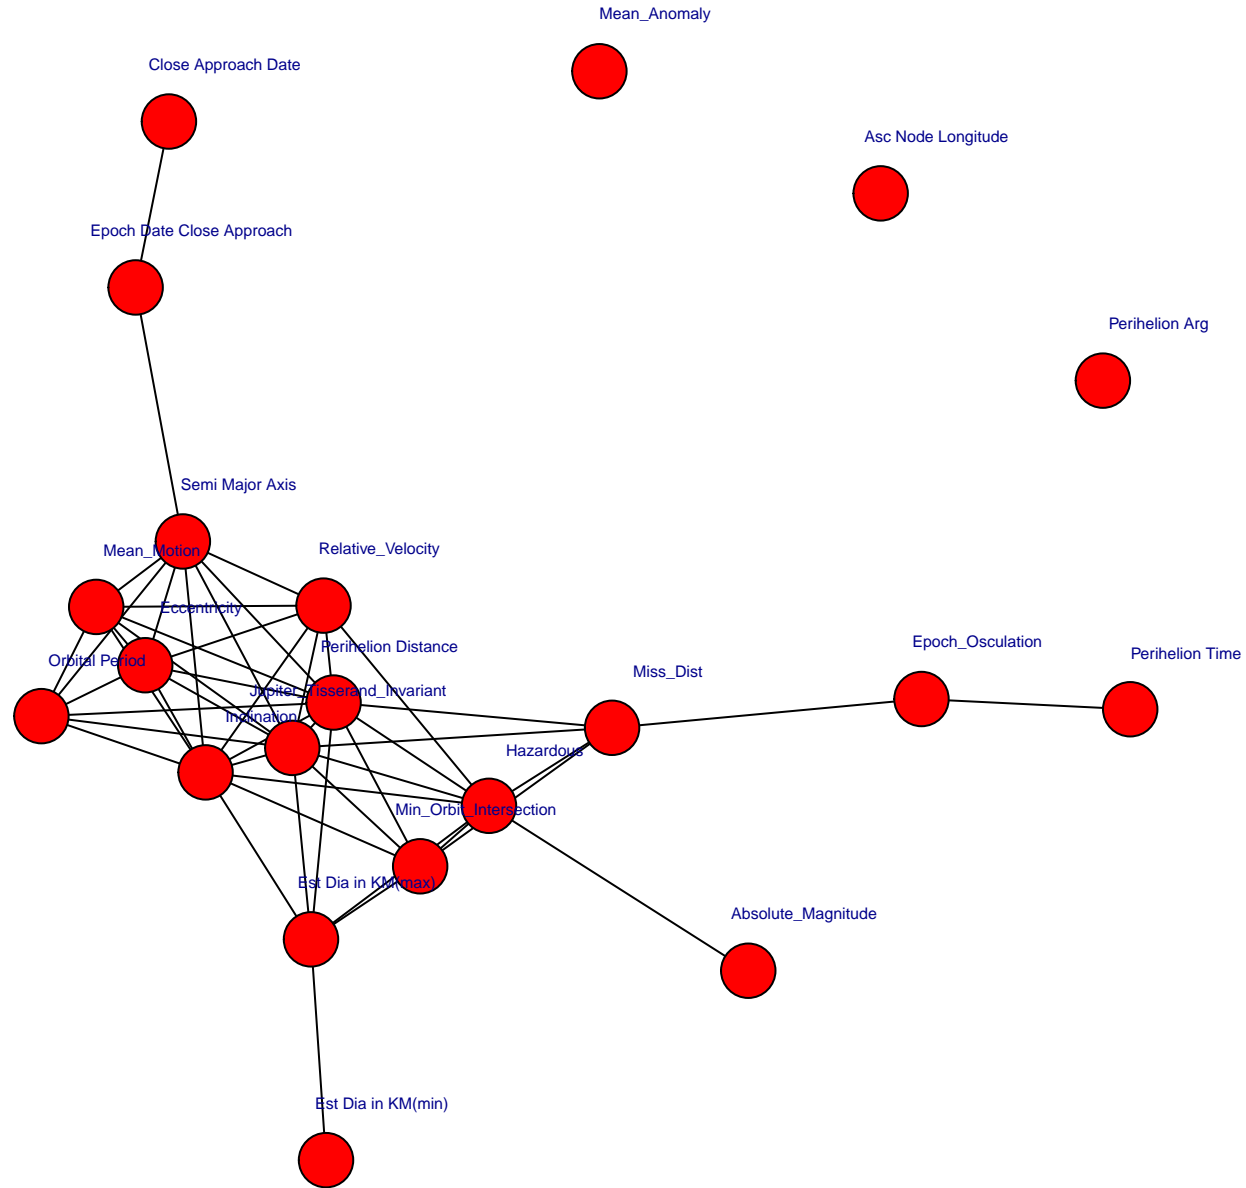 Mean_Anomaly
Close Approach Date
Asc Node Longitude
Epoch Date Close Approach
Perihelion Arg
Semi Major Axis
Mean_Motion
Relative_Velocity
Eccentricity
Perihelion Distance
Epoch_Osculation
Perihelion Time
Orbital Period
Miss_Dist
Jupiter_Tisserand_Invariant
Inclination
Hazardous
Min_Orbit_Intersection
Est Dia in KM(max)
Absolute_Magnitude
Est Dia in KM(min)